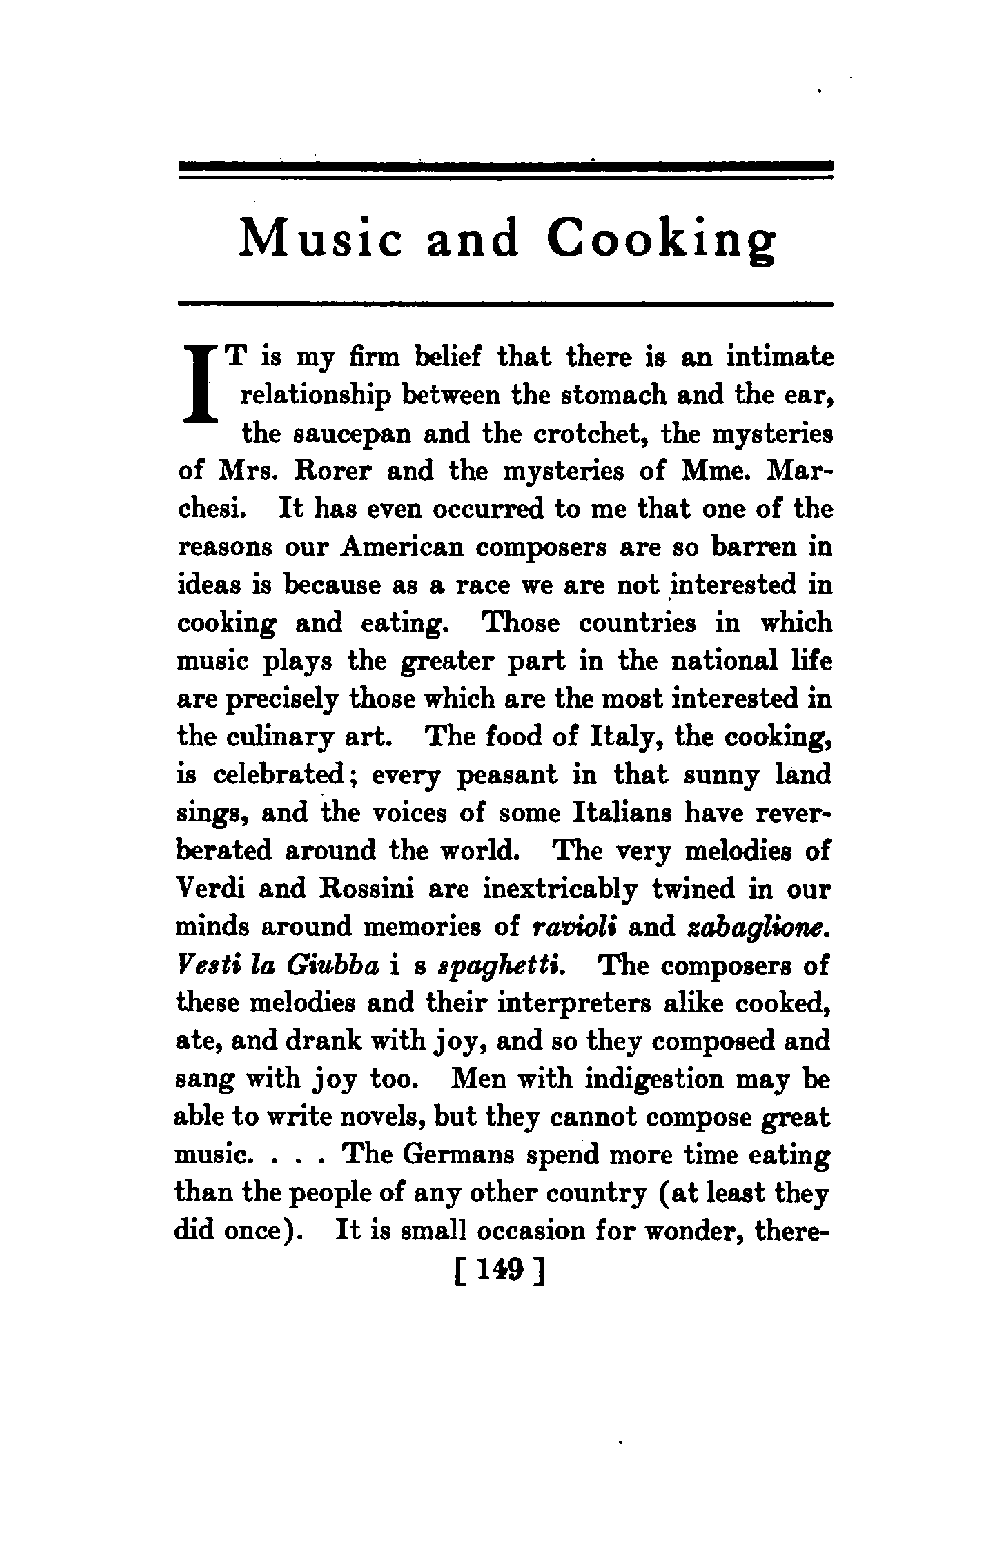 Music and Cooking
IT is my firm belief that there is an intimate
relationship between the stomach and the ear,
the saucepan and the crotchet, the mysteries
of Mrs. Rorer and the mysteries of Mme. Mar-
chesi. It has even occurred to me that one of the
reasons our American composers are so barren in
ideas is because as a race we are not interested in
cooking and eating. Those countries in which
music plays the greater part in the national life
are precisely those which are the most interested in
the culinary art. The food of Italy, the cooking,
is celebrated; every peasant in that sunny land
sings, and the voices of some Italians have rever-
berated around the world. The very melodies of
Verdi and Rossini are inextricably twined in our
minds around memories of ravioli and zabaglione.
Vesti la Giubba i s spaghetti. The composers of
these melodies and their interpreters alike cooked,
ate, and drank with joy, and so they composed and
sang with joy too. Men with indigestion may be
able to write novels, but they cannot compose great
music. . . . The Germans spend more time eating
than the people of any other country (at least they
did once). It is small occasion for wonder, there-
[ 149 ]